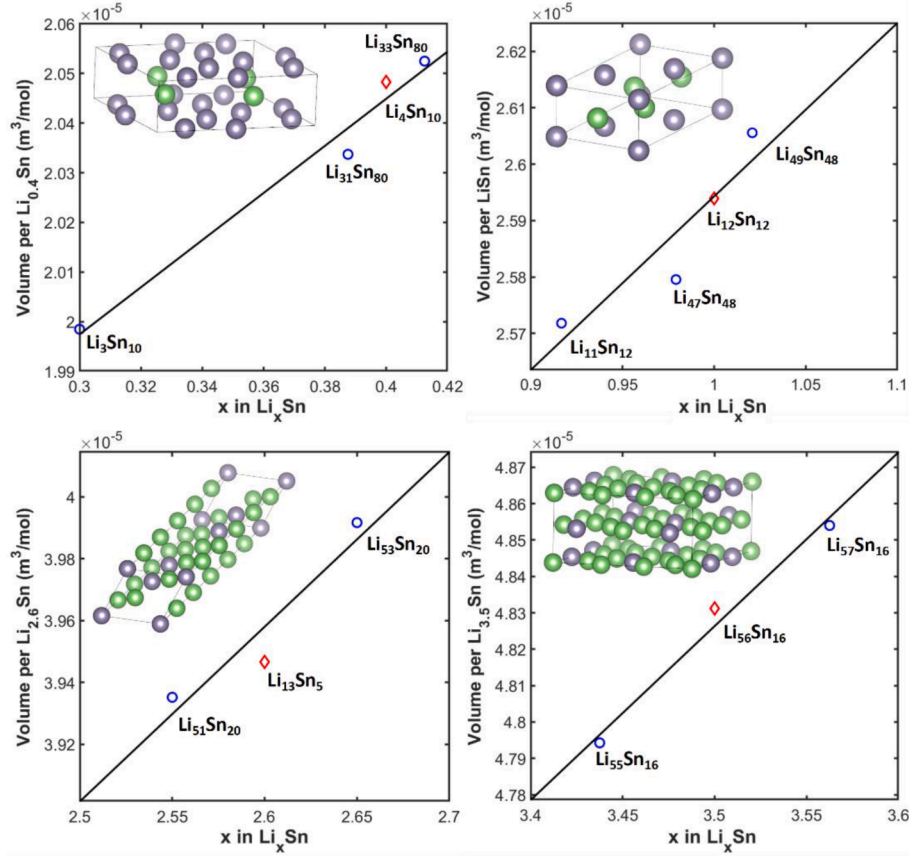 ×10⁻⁵
2.06
2.05
2.04
2.03
2.02
2.01
2
1.99
Volume per Li₀.₄Sn (m³/mol)
Li₃₃Sn₈₀
Li₄Sn₁₀
Li₃₁Sn₈₀
Li₃Sn₁₀
0.3 0.32 0.34 0.36 0.38 0.4 0.42
x in LiₓSn
×10⁻⁵
2.62
2.61
2.6
2.59
2.58
2.57
Volume per LiSn (m³/mol)
Li₄₉Sn₄₈
Li₁₂Sn₁₂
Li₄₇Sn₄₈
Li₁₁Sn₁₂
0.9 0.95 1 1.05 1.1
x in LiₓSn
×10⁻⁵
4
3.98
3.96
3.94
3.92
Volume per Li₂.₆Sn (m³/mol)
Li₅₃Sn₂₀
Li₁₃Sn₅
Li₅₁Sn₂₀
2.5 2.55 2.6 2.65 2.7
x in LiₓSn
×10⁻⁵
4.87
4.86
4.85
4.84
4.83
4.82
4.81
4.8
4.79
4.78
Volume per Li₃.₅Sn (m³/mol)
Li₅₇Sn₁₆
Li₅₆Sn₁₆
Li₅₅Sn₁₆
3.4 3.45 3.5 3.55 3.6
x in LiₓSn